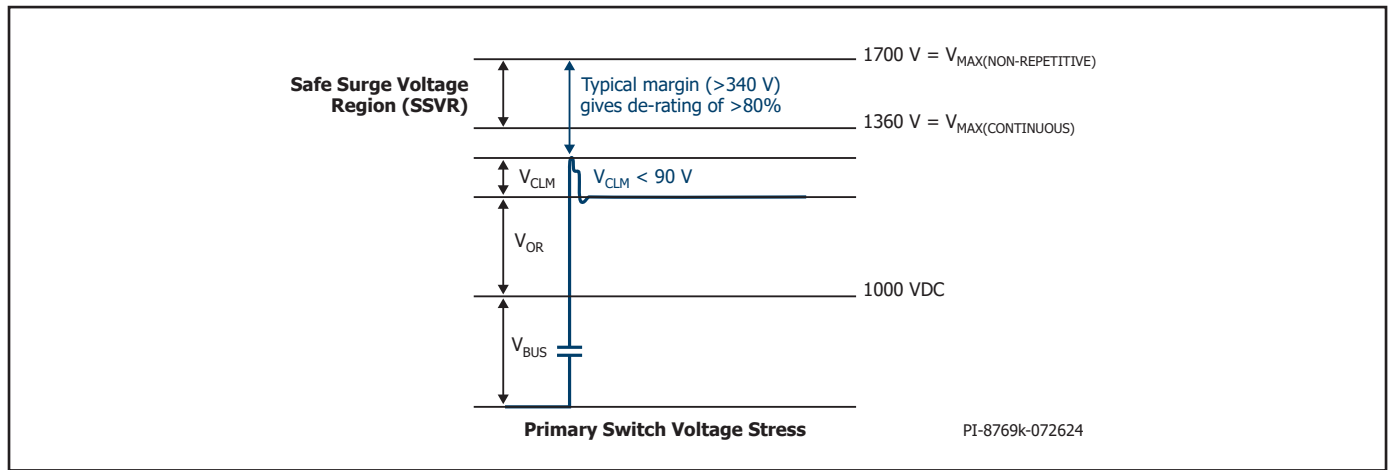 1700 V = VMAX(NON-REPETITIVE)
Safe Surge Voltage
Region (SSVR)
Typical margin (>340 V)
gives de-rating of >80%
1360 V = VMAX(CONTINUOUS)
VCLM
VCLM < 90 V
VOR
1000 VDC
VBUS
Primary Switch Voltage Stress
PI-8769k-072624